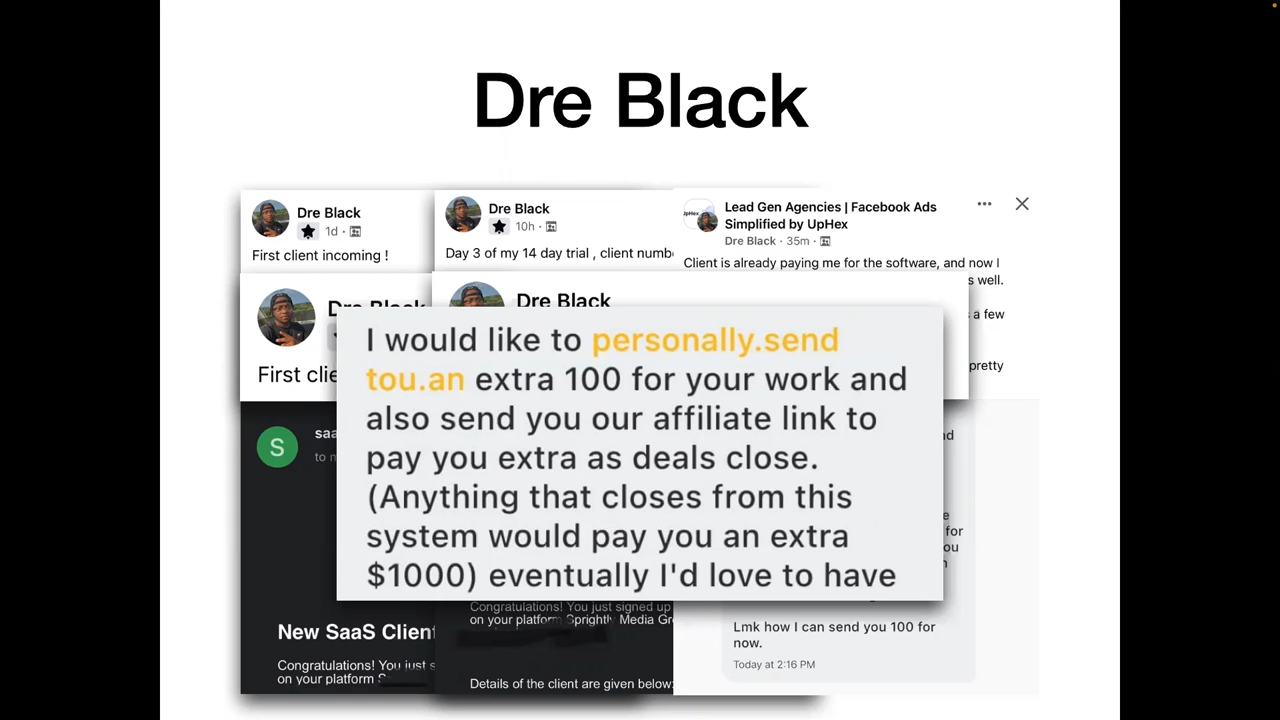 Dre Black
Dre Black
1d ·
First client incoming !
Dre Black
10h ·
Day 3 of my 14 day trial , client
UpHex
Lead Gen Agencies | Facebook Ads
Simplified by UpHex
Dre Black · 35m ·
Client is already paying me for the software, and now I
s well.
a few
pretty
Dre Black
First
Dre Black
I would like to personally.send
tou.an extra 100 for your work and
also send you our affiliate link to
pay you extra as deals close.
(Anything that closes from this
system would pay you an extra
$1000) eventually I'd love to have
S
saa
to
New SaaS Client
Congratulations! You just s
on your platform
Congratulations! You just signed up
on your platform Sprightly Media
Details of the client are given below:
for
Lmk how I can send you 100 for
now.
Today at 2:16 PM